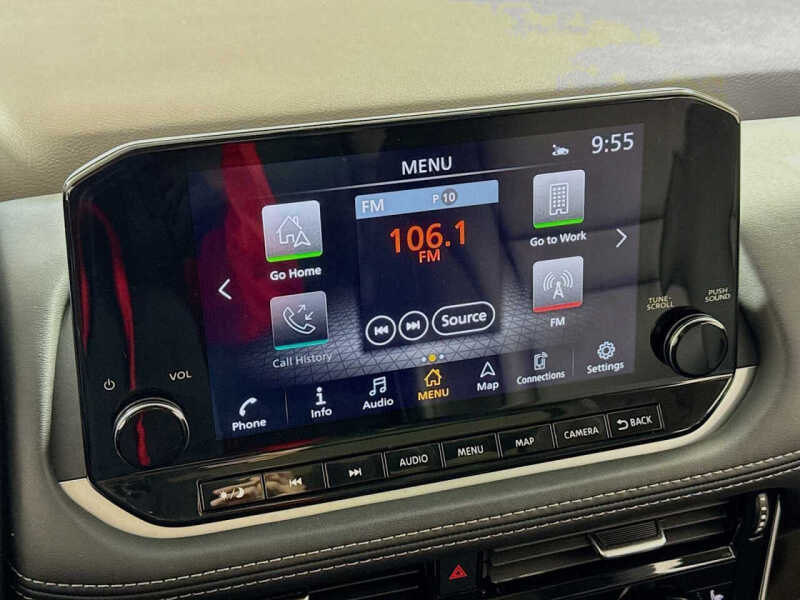 MENU
9:55
FM P 10
106.1
FM
Source
Go Home
Call History
Go to Work
FM
Phone
Info
Audio
MENU
Map
Connections
Settings
VOL
TUNE-
SCROLL
PUSH
SOUND
AUDIO
MENU
MAP
CAMERA
BACK